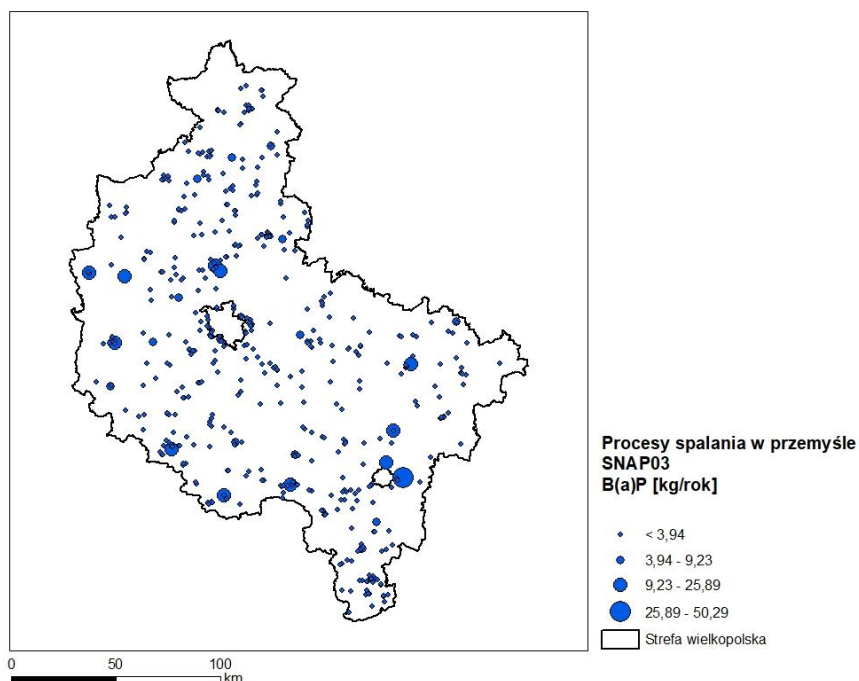 Procesy spalania w przemyśle
SNAP03
B(a)P [kg/rok]
< 3,94
3,94 - 9,23
9,23 - 25,89
25,89 - 50,29
Strefa wielkopolska
0 50 100
km